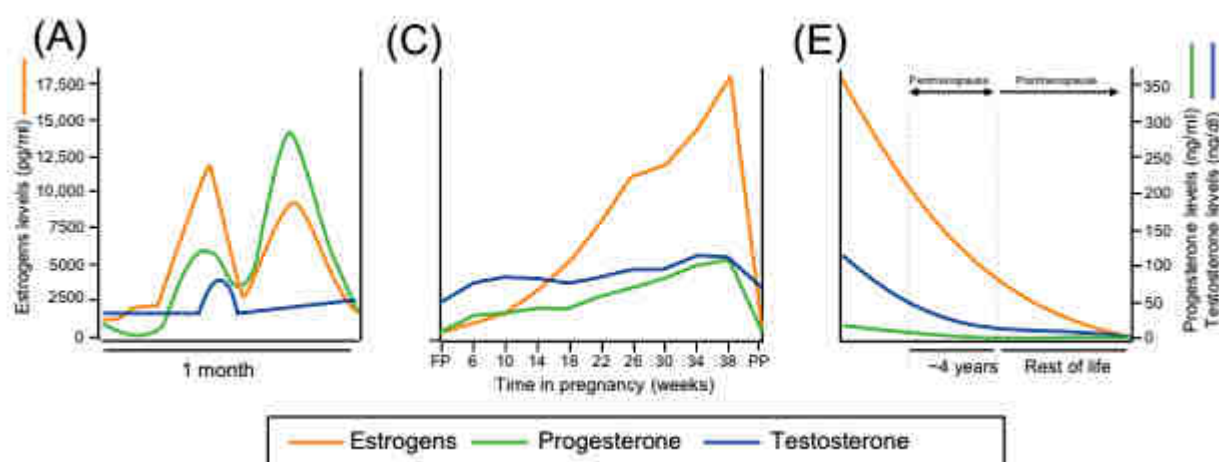 (A)
(C)
(E)
Estrogens levels (pg/ml)
17,500
15,000
12,500
10,000
7500
5000
2500
0
1 month
FP 6 10 14 18 22 26 30 34 38 PP
Time in pregnancy (weeks)
Perimenopause
Postmenopause
350
300
250
200
150
100
50
0
Progesterone levels (ng/ml)
Testosterone levels (ng/dl)
~4 years
Rest of life
Estrogens
Progesterone
Testosterone